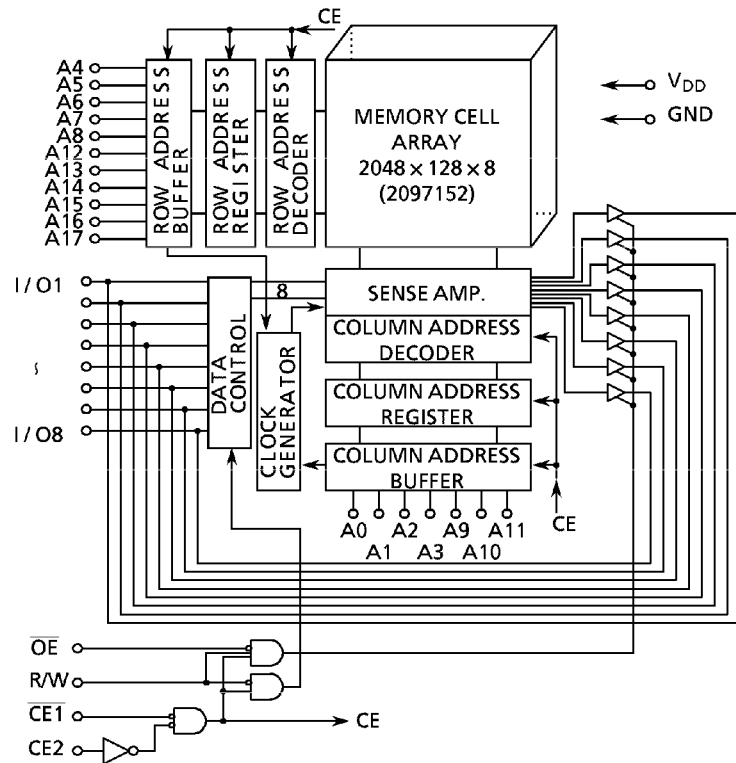 CE
A4
A5
A6
A7
A8
A12
A13
A14
A15
A16
A17
ROW ADDRESS
BUFFER
ROW ADDRESS
REGISTER
ROW ADDRESS
DECODER
MEMORY CELL
ARRAY
2048 × 128 × 8
(2097152)
VDD
GND
I/O1
~
I/O8
DATA
CONTROL
8
CLOCK
GENERATOR
SENSE AMP.
COLUMN ADDRESS
DECODER
COLUMN ADDRESS
REGISTER
COLUMN ADDRESS
BUFFER
A0
A2
A9
A11
A1
A3
A10
CE
OE
R/W
CE1
CE2
CE